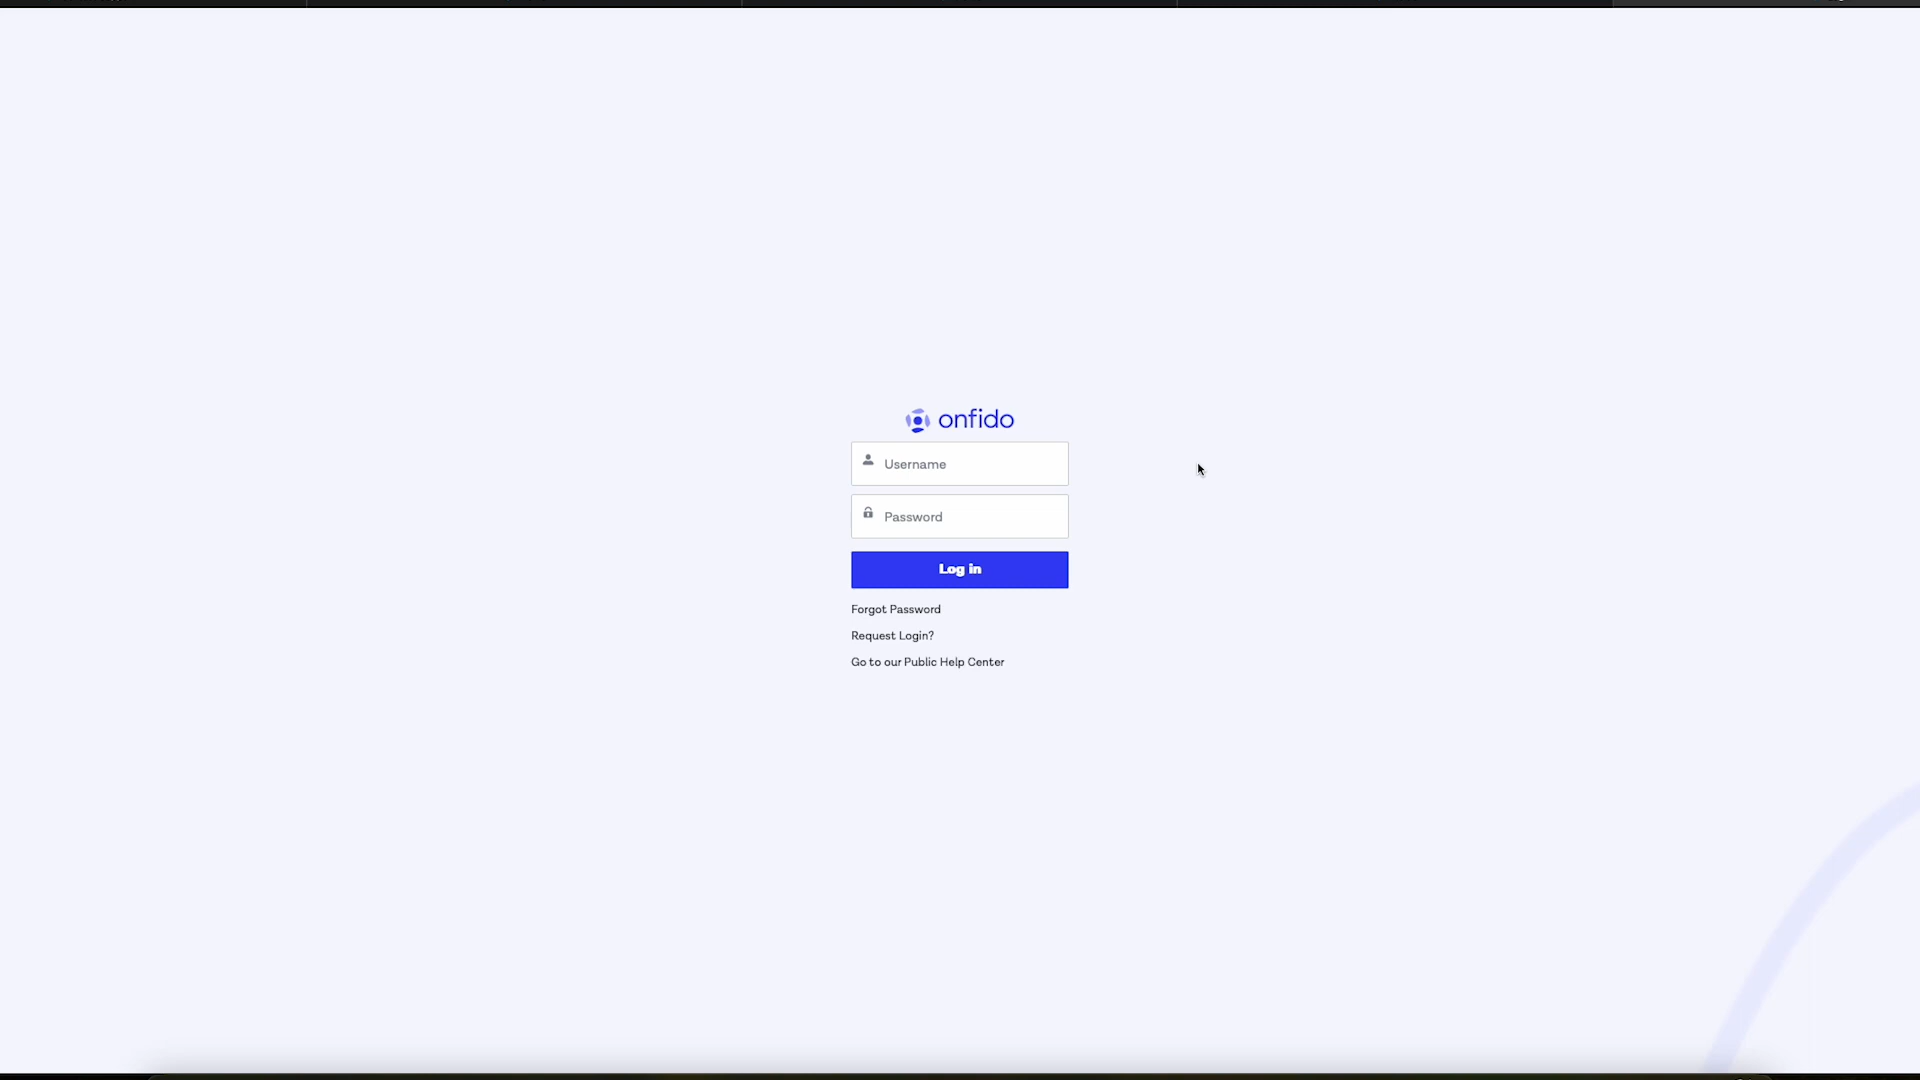 onfido
Username
Password
Log in
Forgot Password
Request Login?
Go to our Public Help Center